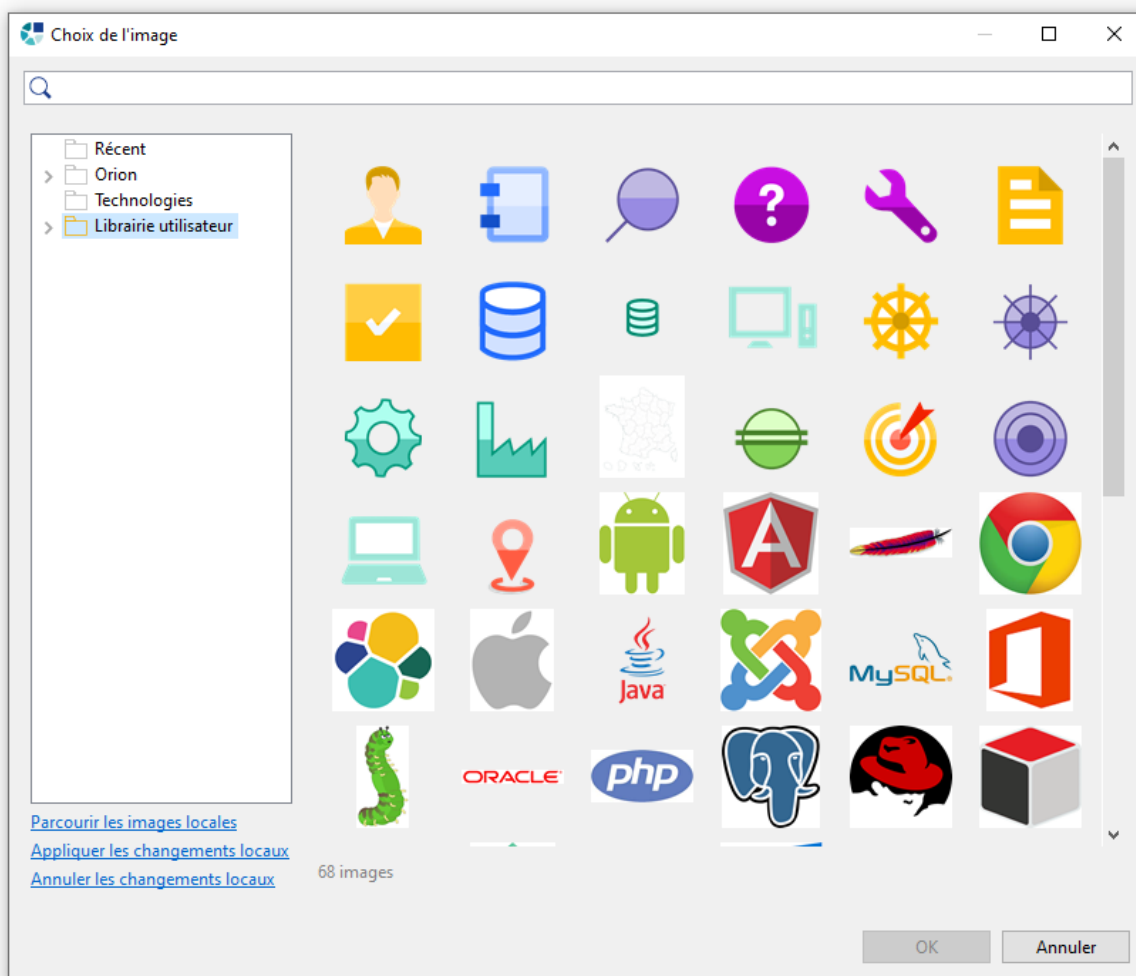 Choix de l'image
Récent
Orion
Technologies
Librairie utilisateur
?
A
Java
MySQL®
ORACLE®
php
Parcourir les images locales
Appliquer les changements locaux
Annuler les changements locaux
68 images
OK
Annuler